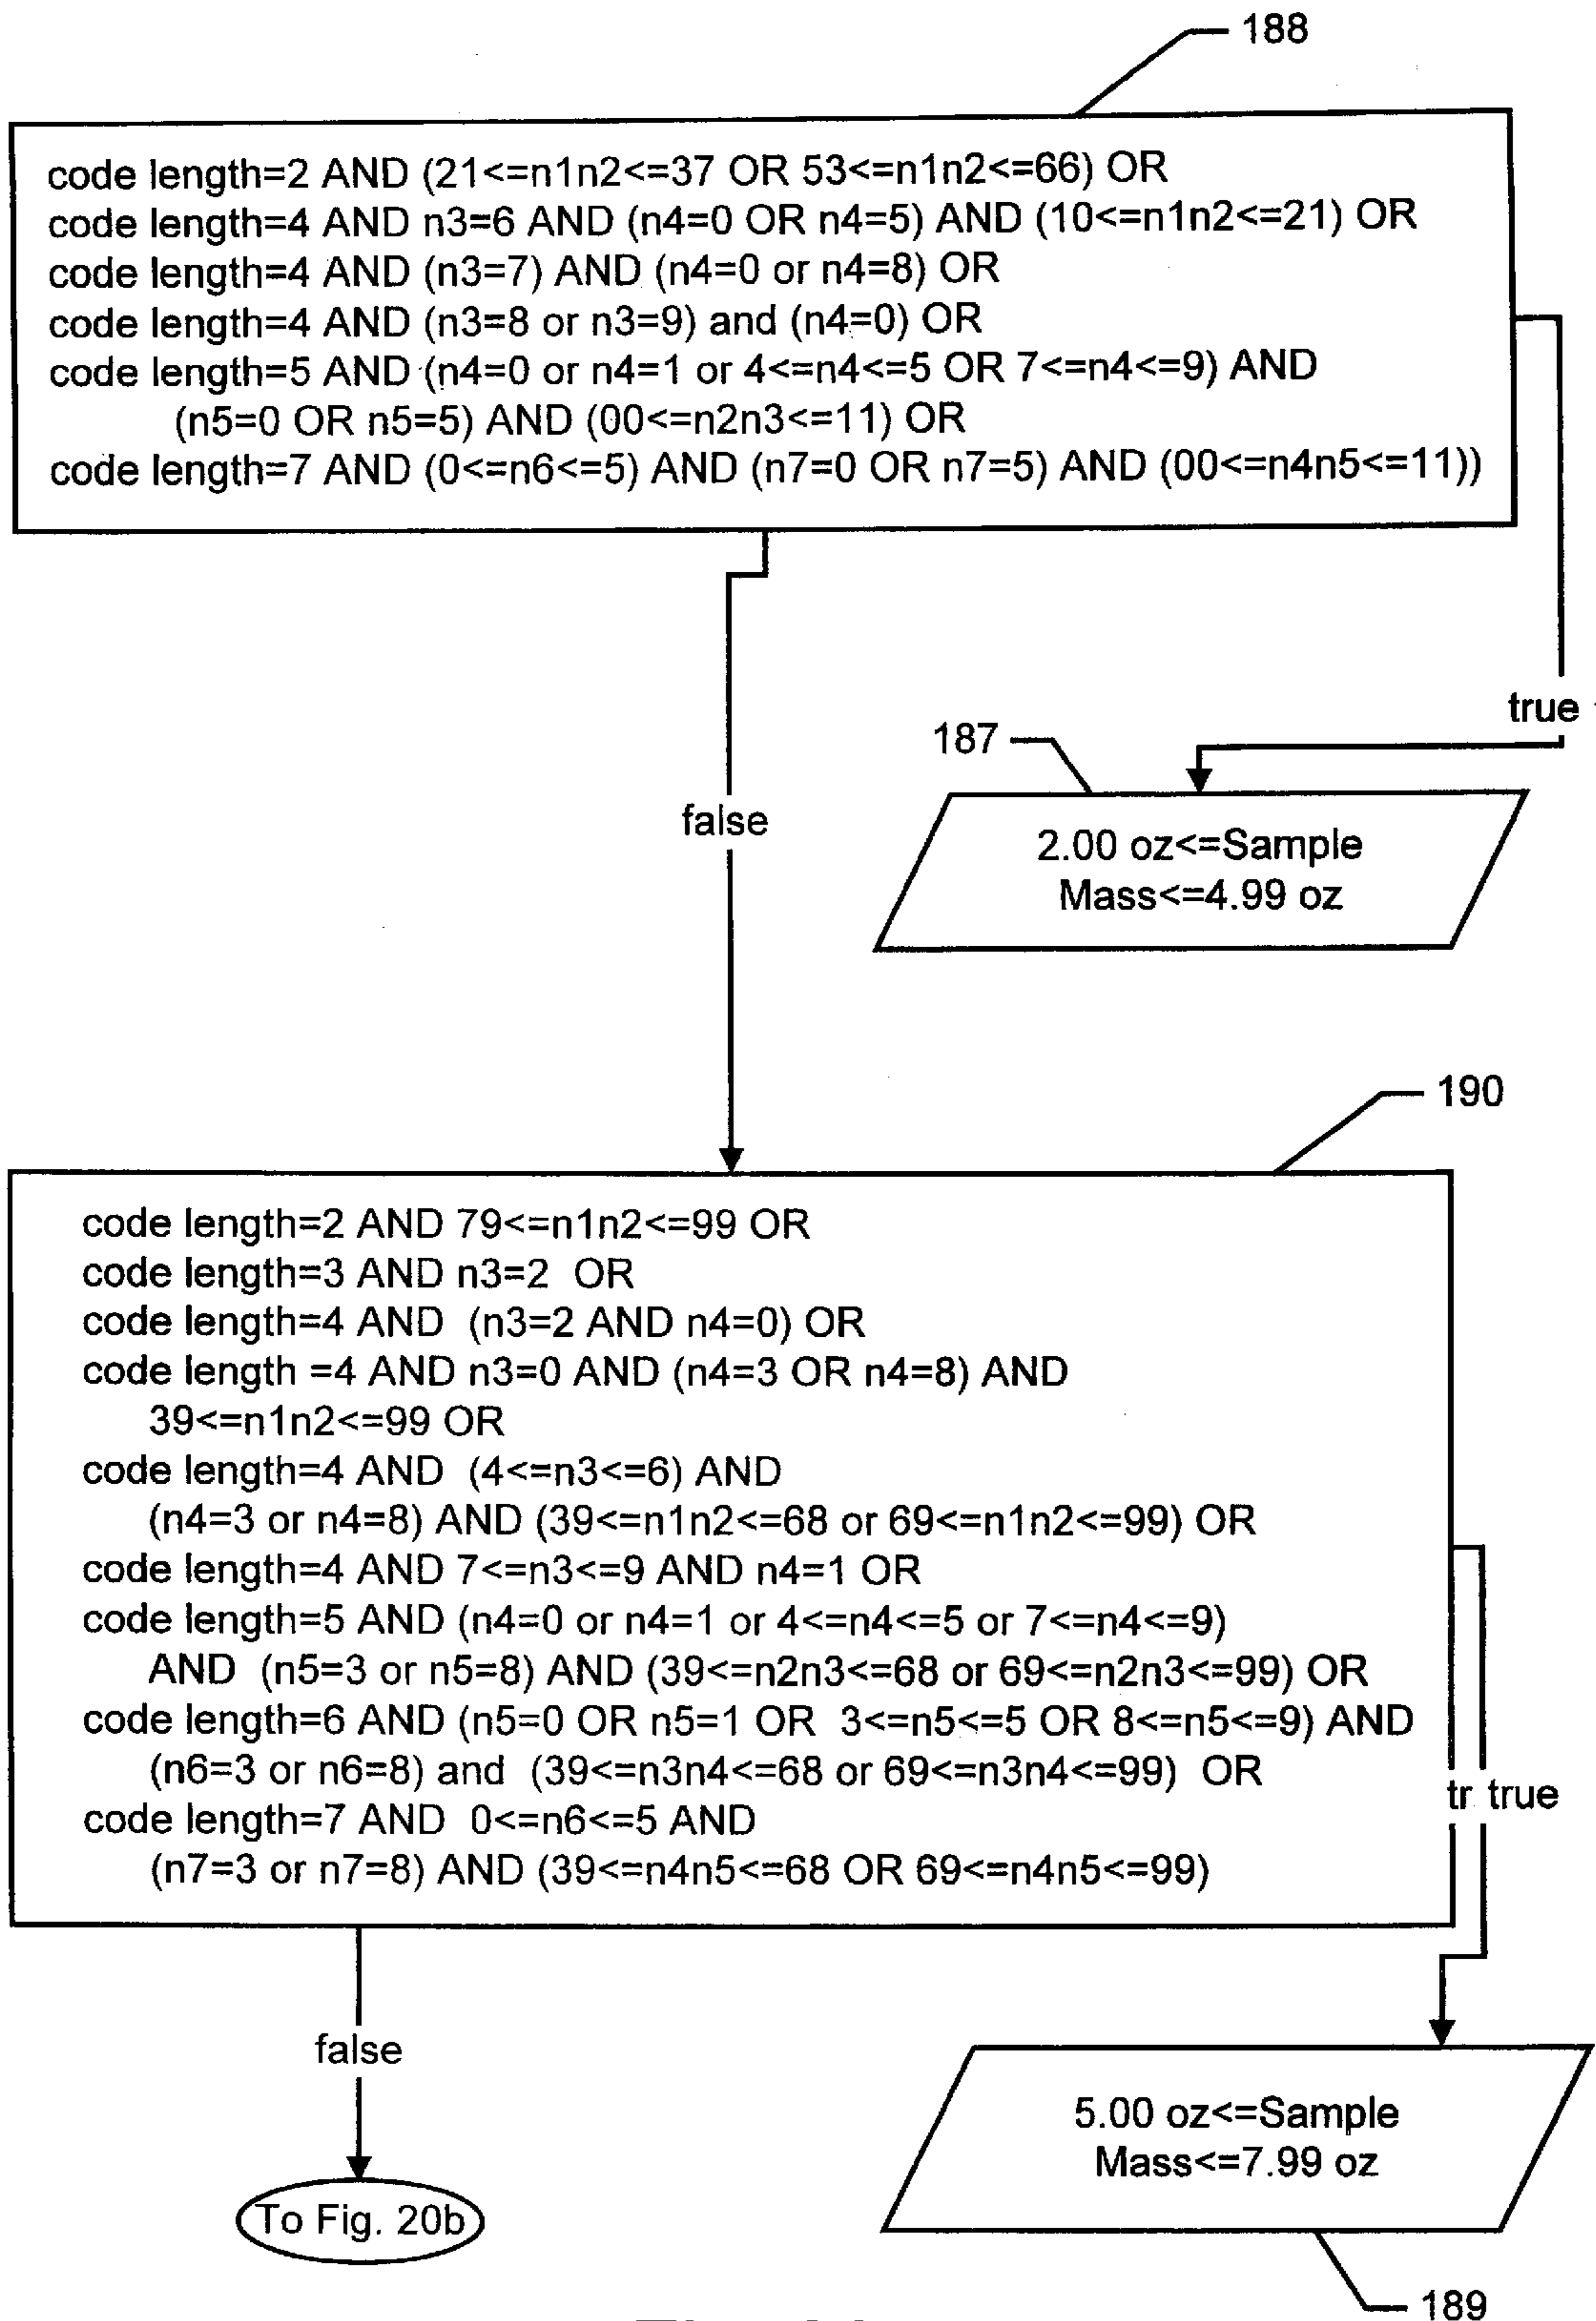 188
code length=2 AND (21<=n1n2<=37 OR 53<=n1n2<=66) OR
code length=4 AND n3=6 AND (n4=0 OR n4=5) AND (10<=n1n2<=21) OR
code length=4 AND (n3=7) AND (n4=0 or n4=8) OR
code length=4 AND (n3=8 or n3=9) and (n4=0) OR
code length=5 AND (n4=0 or n4=1 or 4<=n4<=5 OR 7<=n4<=9) AND
(n5=0 OR n5=5) AND (00<=n2n3<=11) OR
code length=7 AND (0<=n6<=5) AND (n7=0 OR n7=5) AND (00<=n4n5<=11))
true
187
false
2.00 oz<=Sample
Mass<=4.99 oz
190
code length=2 AND 79<=n1n2<=99 OR
code length=3 AND n3=2 OR
code length=4 AND (n3=2 AND n4=0) OR
code length =4 AND n3=0 AND (n4=3 OR n4=8) AND
39<=n1n2<=99 OR
code length=4 AND (4<=n3<=6) AND
(n4=3 or n4=8) AND (39<=n1n2<=68 or 69<=n1n2<=99) OR
code length=4 AND 7<=n3<=9 AND n4=1 OR
code length=5 AND (n4=0 or n4=1 or 4<=n4<=5 or 7<=n4<=9)
AND (n5=3 or n5=8) AND (39<=n2n3<=68 or 69<=n2n3<=99) OR
code length=6 AND (n5=0 OR n5=1 OR 3<=n5<=5 OR 8<=n5<=9) AND
(n6=3 or n6=8) and (39<=n3n4<=68 or 69<=n3n4<=99) OR
code length=7 AND 0<=n6<=5 AND
(n7=3 or n7=8) AND (39<=n4n5<=68 OR 69<=n4n5<=99)
tr true
false
5.00 oz<=Sample
Mass<=7.99 oz
To Fig. 20b
189